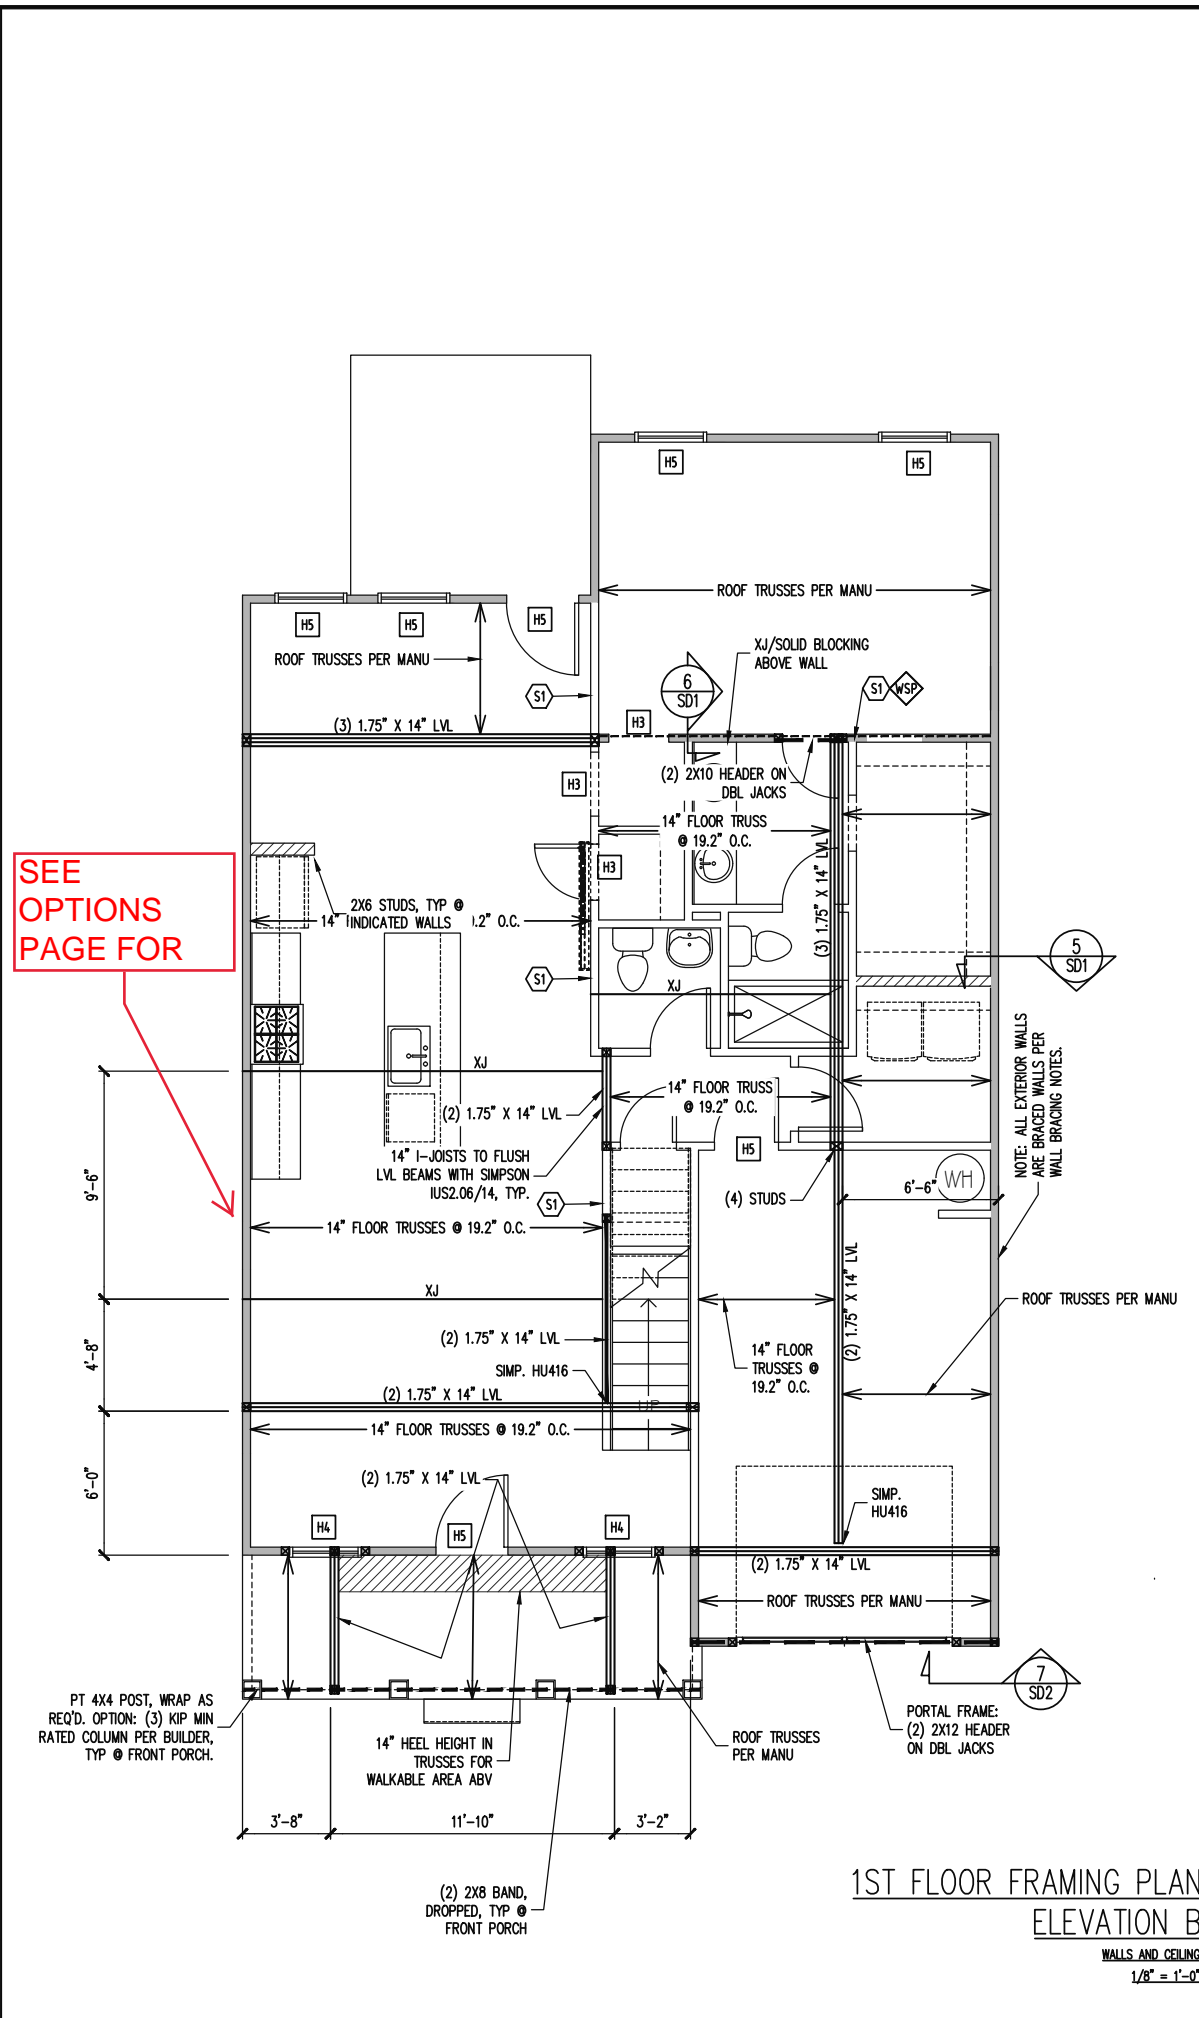 H5
H5
ROOF TRUSSES PER MANU
H5
H5
H5
ROOF TRUSSES PER MANU
XJ/SOLID BLOCKING
ABOVE WALL
6
SD1
S1
S1
WSP
(3) 1.75" X 14" LVL
H3
H3
(2) 2X10 HEADER ON
DBL JACKS
14" FLOOR TRUSS
@ 19.2" O.C.
H3
(3) 1.75" X 14" LVL
SEE
OPTIONS
PAGE FOR
2X6 STUDS, TYP @
INDICATED WALLS
14"
.2" O.C.
5
SD1
S1
XJ
XJ
NOTE: ALL EXTERIOR WALLS
ARE BRACED WALLS PER
WALL BRACING NOTES.
14" FLOOR TRUSS
@ 19.2" O.C.
(2) 1.75" X 14" LVL
14" I-JOISTS TO FLUSH
LVL BEAMS WITH SIMPSON
IUS2.06/14, TYP.
H5
9'-6"
S1
(4) STUDS
6'-6"
WH
14" FLOOR TRUSSES @ 19.2" O.C.
XJ
ROOF TRUSSES PER MANU
(2) 1.75" X 14" LVL
(2) 1.75" X 14" LVL
4'-8"
14" FLOOR
TRUSSES @
19.2" O.C.
SIMP. HU416
(2) 1.75" X 14" LVL
UP
14" FLOOR TRUSSES @ 19.2" O.C.
6'-0"
(2) 1.75" X 14" LVL
SIMP.
HU416
H4
H5
H4
(2) 1.75" X 14" LVL
ROOF TRUSSES PER MANU
7
SD2
PT 4X4 POST, WRAP AS
REQ'D. OPTION: (3) KIP MIN
RATED COLUMN PER BUILDER,
TYP @ FRONT PORCH.
14" HEEL HEIGHT IN
TRUSSES FOR
WALKABLE AREA ABV
ROOF TRUSSES
PER MANU
PORTAL FRAME:
(2) 2X12 HEADER
ON DBL JACKS
3'-8"
11'-10"
3'-2"
(2) 2X8 BAND,
DROPPED, TYP @
FRONT PORCH
1ST FLOOR FRAMING PLAN
ELEVATION B
WALLS AND CEILING
1/8" = 1'-0"